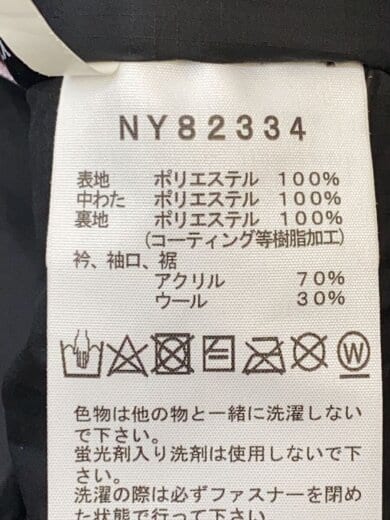 NY82334
表地 ポリエステル 100%
中わた ポリエステル 100%
裏地 ポリエステル 100%
(コーティング等樹脂加工)
衿、袖口、裾
アクリル 70%
ウール 30%
W
色物は他の物と一緒に洗濯しない
で下さい。
蛍光剤入り洗剤は使用しないで下
さい。
洗濯の際は必ずファスナーを閉め
た状態で行って下さい